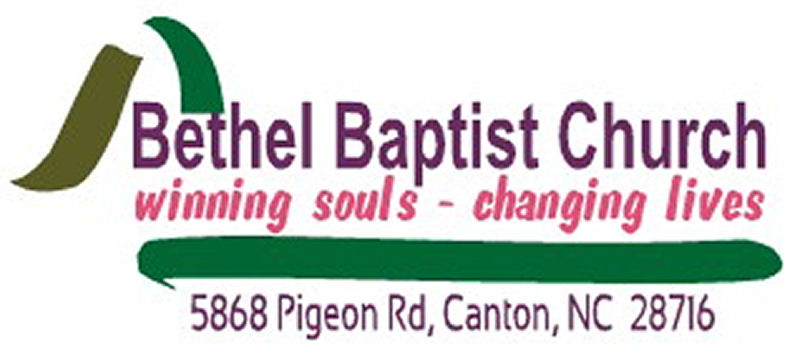 Bethel Baptist Church
winning souls - changing lives
5868 Pigeon Rd, Canton, NC 28716